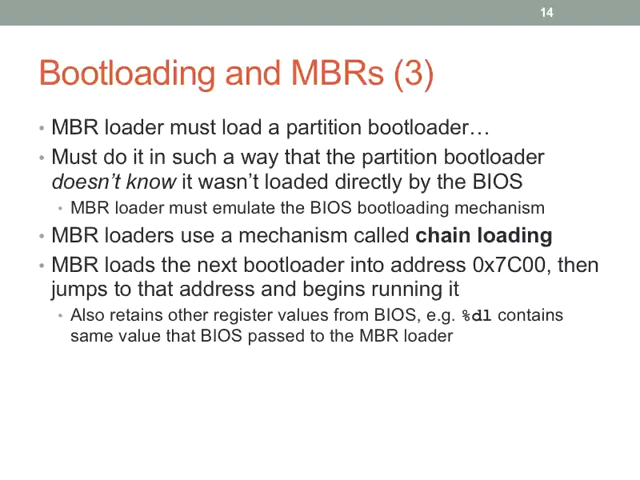 14
Bootloading and MBRs (3)
• MBR loader must load a partition bootloader…
• Must do it in such a way that the partition bootloader
doesn't know it wasn't loaded directly by the BIOS
• MBR loader must emulate the BIOS bootloading mechanism
• MBR loaders use a mechanism called chain loading
• MBR loads the next bootloader into address 0x7C00, then
jumps to that address and begins running it
• Also retains other register values from BIOS, e.g. %dl contains
same value that BIOS passed to the MBR loader